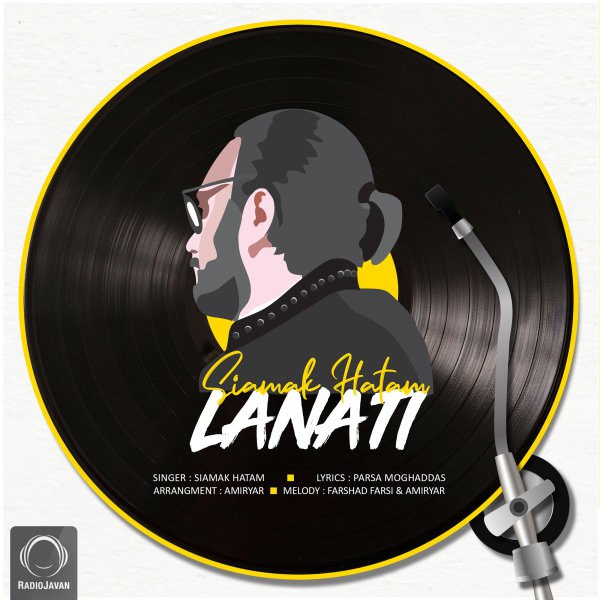 Siamak Hatam
LANATI
SINGER : SIAMAK HATAM ■ LYRICS : PARSA MOGHADDAS
ARRANGMENT : AMIRYAR ■ MELODY : FARSHAD FARSI & AMIRYAR
RADIOJAVAN